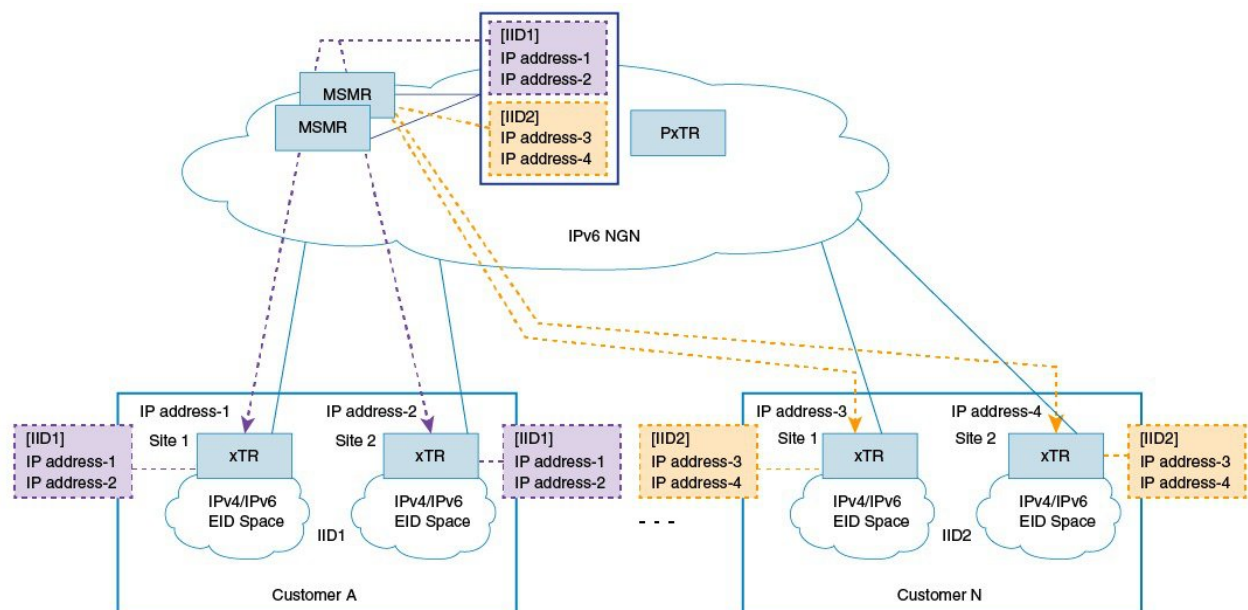 [IID1]
IP address-1
IP address-2
MSMR
MSMR
[IID2]
IP address-3
IP address-4
PxTR
IPv6 NGN
IP address-1
IP address-2
IP address-3
IP address-4
[IID1]
IP address-1
IP address-2
Site 1
xTR
Site 2
xTR
[IID1]
IP address-1
IP address-2
[IID2]
IP address-3
IP address-4
Site 1
xTR
Site 2
xTR
[IID2]
IP address-3
IP address-4
IPv4/IPv6
EID Space
IID1
IPv4/IPv6
EID Space
- - -
IPv4/IPv6
EID Space
IID2
IPv4/IPv6
EID Space
Customer A
Customer N